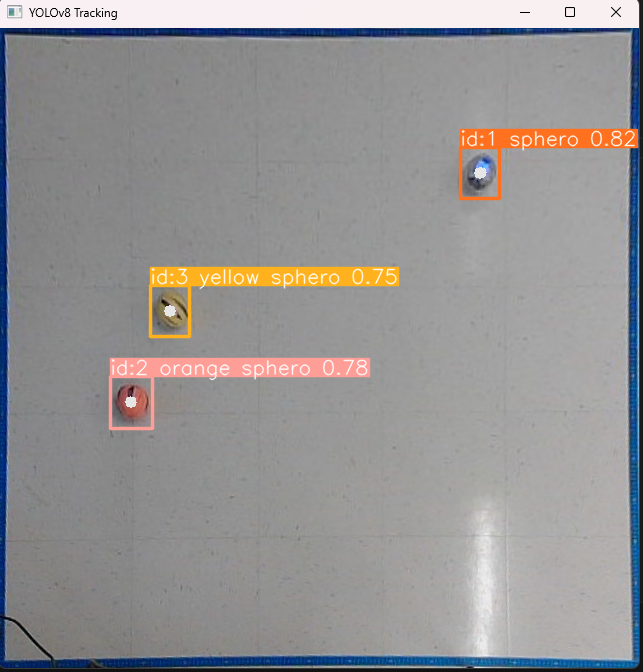 YOLOv8 Tracking
id:1 sphero 0.82
id:3 yellow sphero 0.75
id:2 orange sphero 0.78